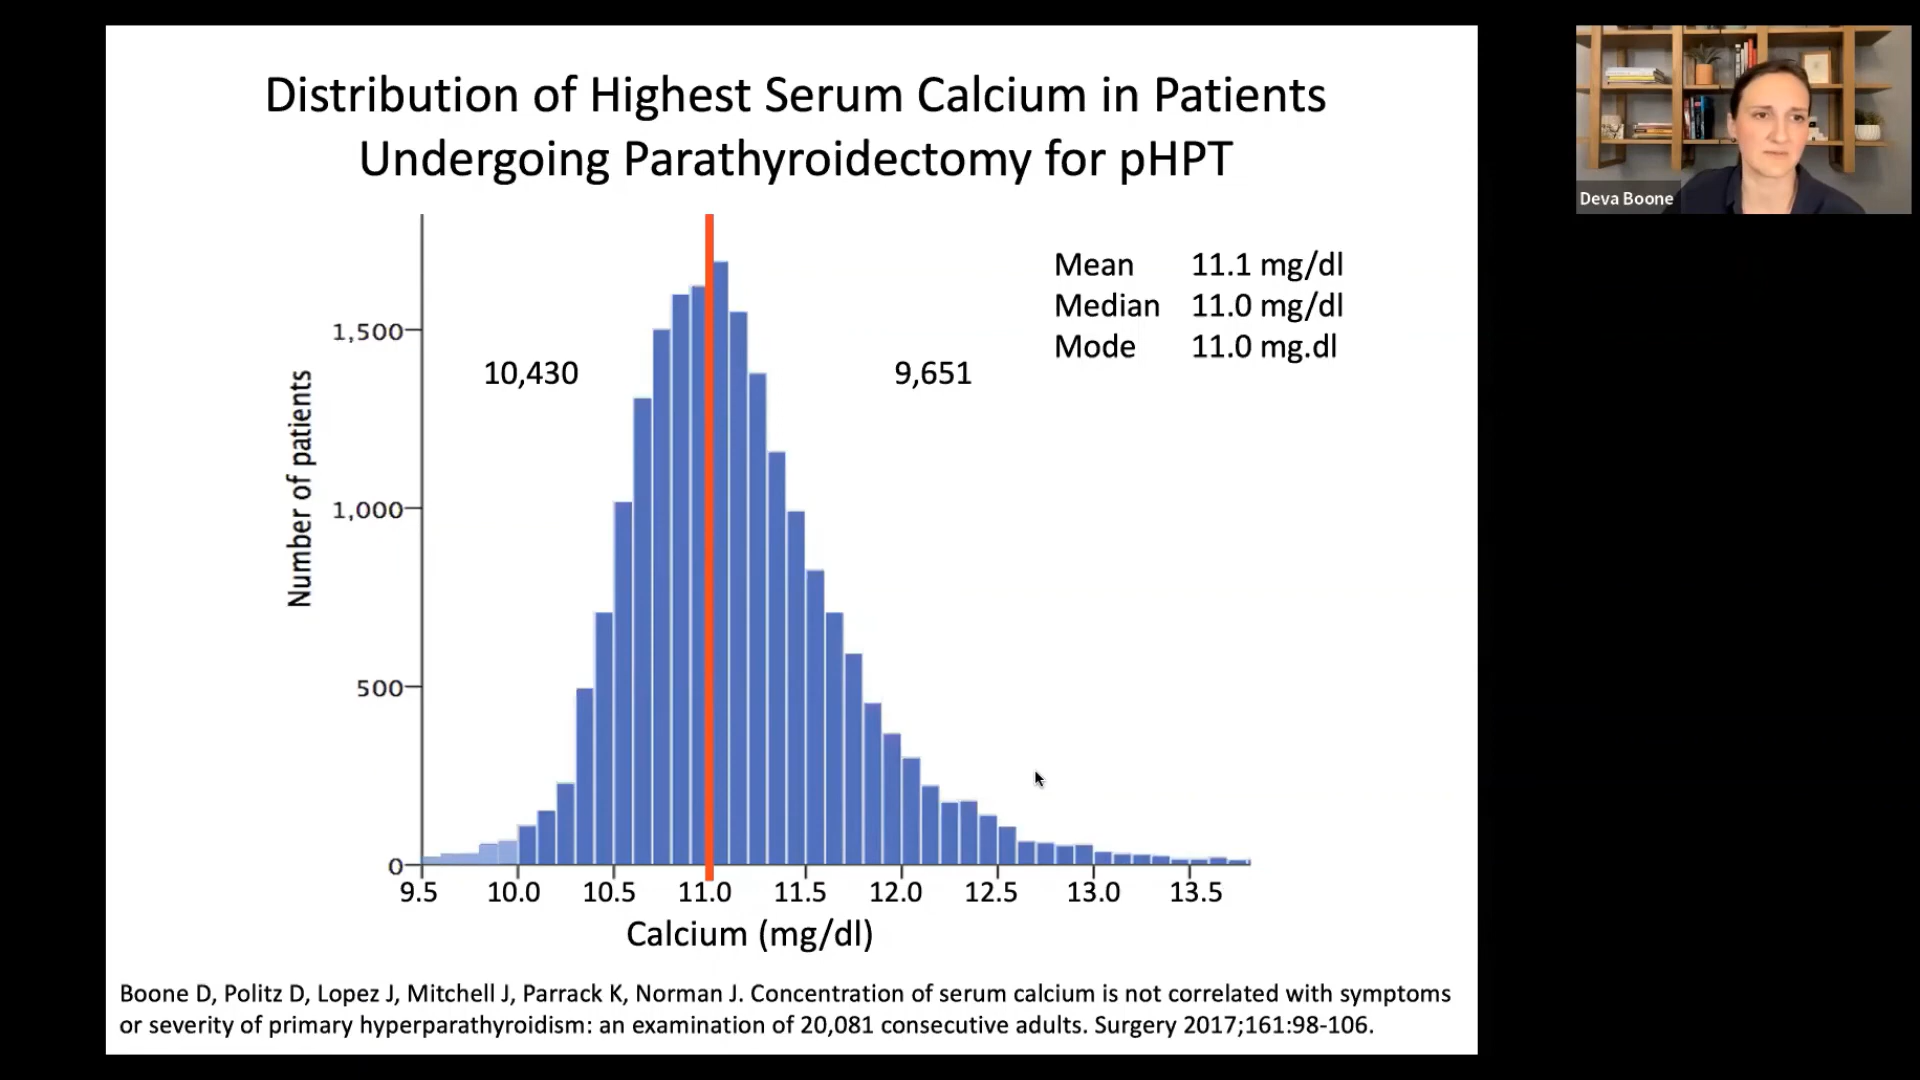 Distribution of Highest Serum Calcium in Patients
Undergoing Parathyroidectomy for pHPT
Deva Boone
Mean 11.1 mg/dl
Median 11.0 mg/dl
Mode 11.0 mg.dl
10,430
9,651
Number of patients
1,500
1,000
500
0
9.5 10.0 10.5 11.0 11.5 12.0 12.5 13.0 13.5
Calcium (mg/dl)
Boone D, Politz D, Lopez J, Mitchell J, Parrack K, Norman J. Concentration of serum calcium is not correlated with symptoms
or severity of primary hyperparathyroidism: an examination of 20,081 consecutive adults. Surgery 2017;161:98-106.